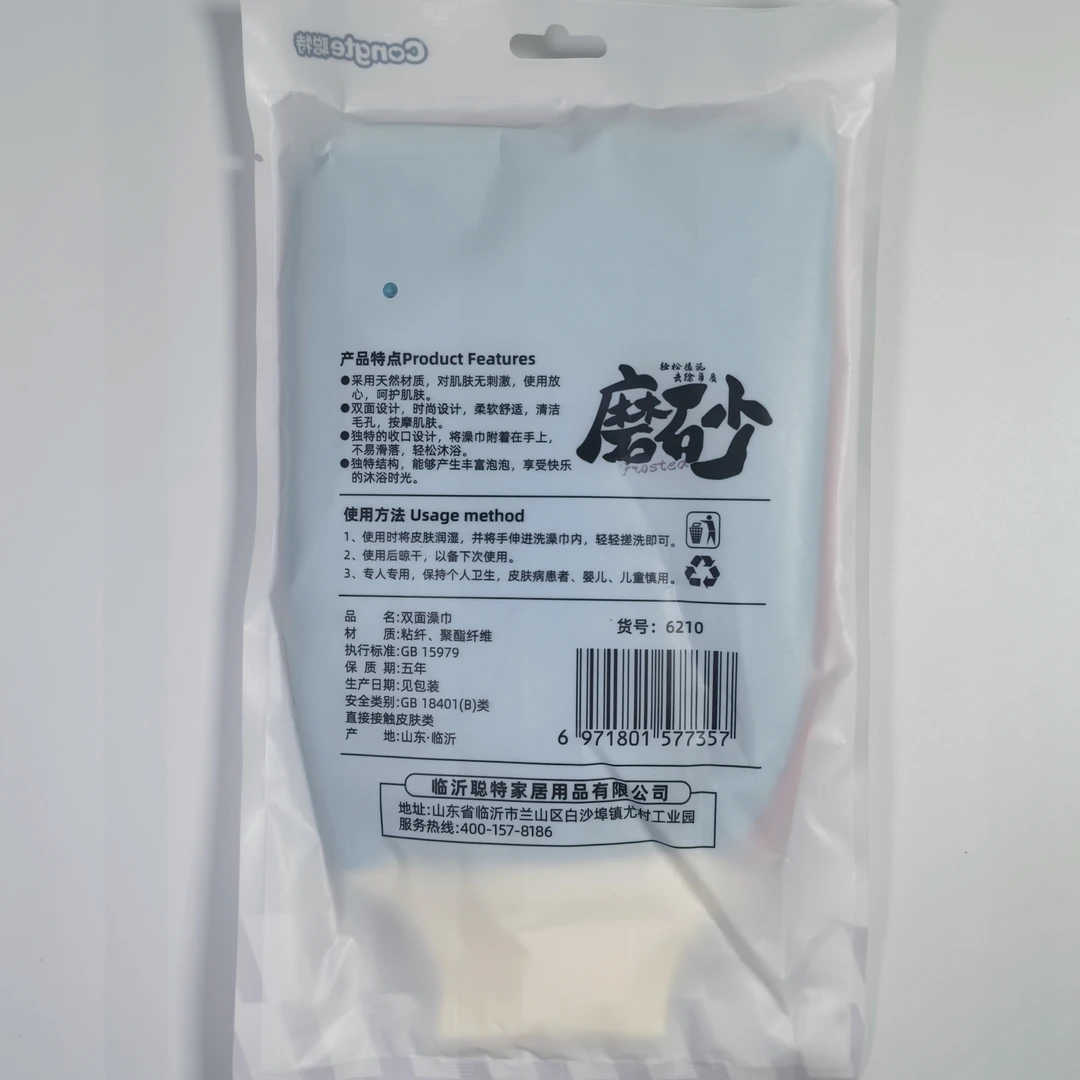 Congte聪特
产品特点Product Features
●采用天然材质，对肌肤无刺激，使用放
心，呵护肌肤。
●双面设计，时尚设计，柔软舒适，清洁
毛孔，按摩肌肤。
●独特的收口设计，将澡巾附着在手上，
不易滑落，轻松沐浴。
●独特结构，能够产生丰富泡泡，享受快乐
的沐浴时光。
轻松搓泥
去除角质
磨砂
frosted
使用方法 Usage method
1、使用时将皮肤润湿，并将手伸进洗澡巾内，轻轻搓洗即可。
2、使用后晾干，以备下次使用。
3、专人专用，保持个人卫生，皮肤病患者、婴儿、儿童慎用。
品 名:双面澡巾
材 质:粘纤、聚酯纤维
执行标准:GB 15979
保 质 期:五年
生产日期:见包装
安全类别:GB 18401(B)类
直接接触皮肤类
产 地:山东·临沂
货号：6210
6 971801 577357
临沂聪特家居用品有限公司
地址:山东省临沂市兰山区白沙埠镇尤村工业园
服务热线:400-157-8186